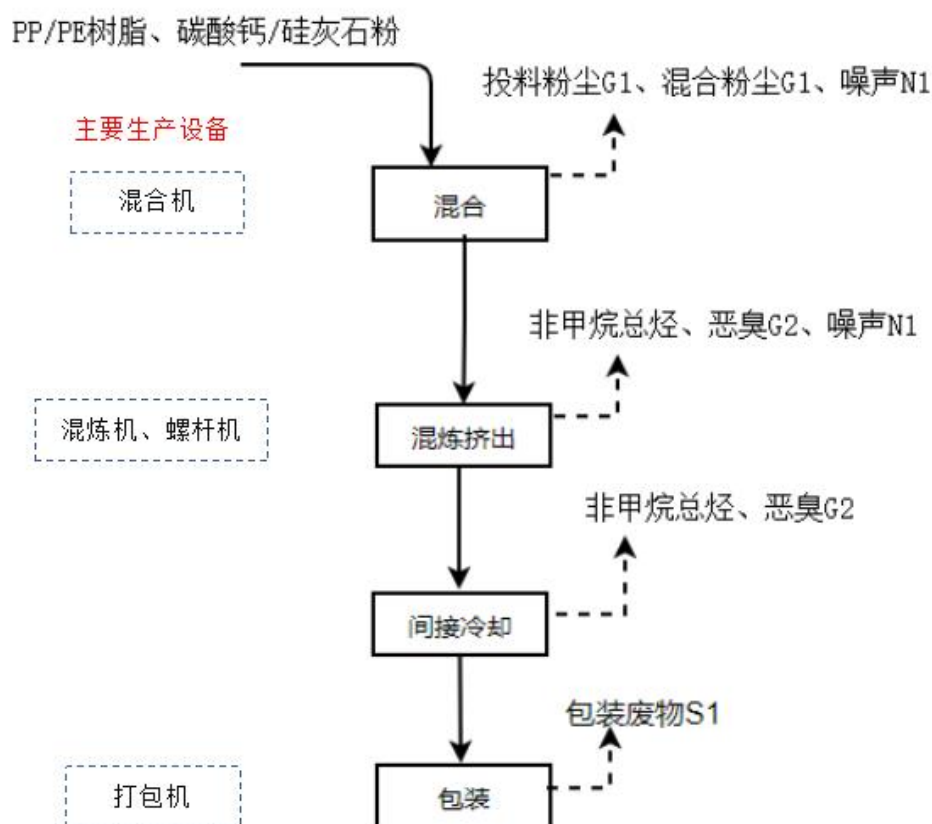 PP/PE树脂、碳酸钙/硅灰石粉
投料粉尘G1、混合粉尘G1、噪声N1
主要生产设备
混合机
混合
非甲烷总烃、恶臭G2、噪声N1
混炼机、螺杆机
混炼挤出
非甲烷总烃、恶臭G2
间接冷却
包装废物S1
打包机
包装